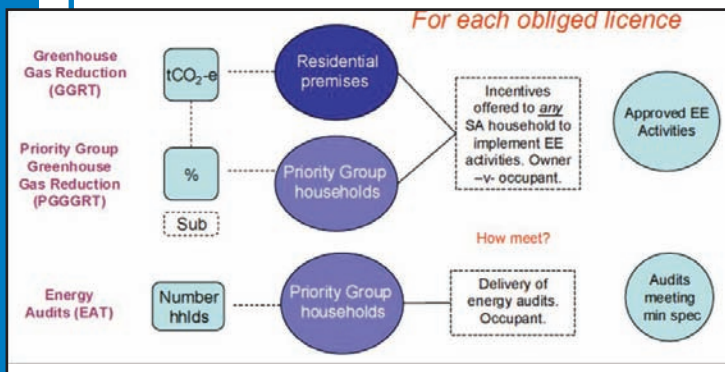 For each obliged licence
Greenhouse
Gas Reduction
(GGRT)
tCO₂-e
Residential
premises
Incentives
offered to any
SA household to
implement EE
activities. Owner
–v- occupant.
Approved EE
Activities
Priority Group
Greenhouse
Gas Reduction
(PGGGRT)
%
Sub
Priority Group
households
How meet?
Energy
Audits (EAT)
Number
hhlds
Priority Group
households
Delivery of
energy audits.
Occupant.
Audits
meeting
min spec